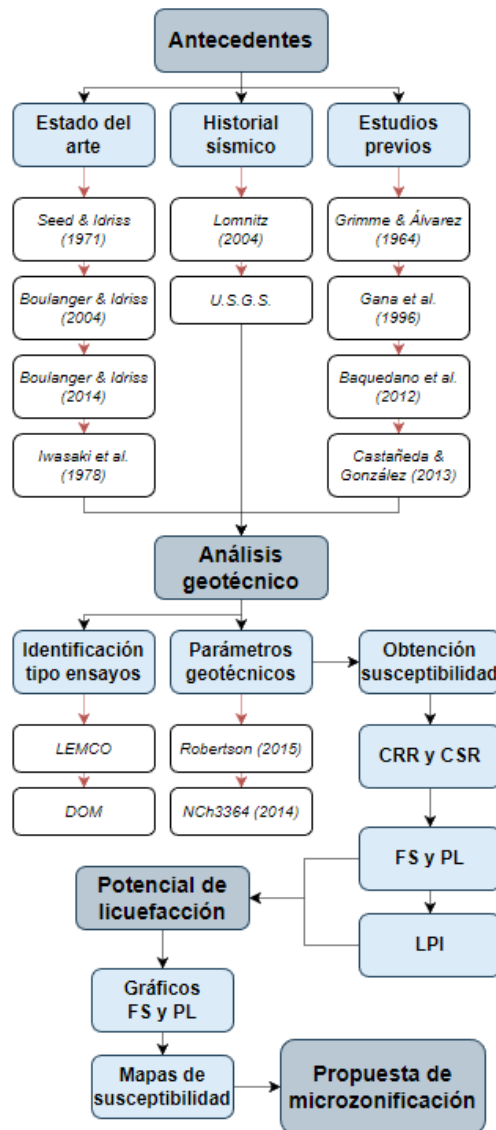 Antecedentes
Estado del
arte
Historial
sísmico
Estudios
previos
Seed & Idriss
(1971)
Lomnitz
(2004)
Grimme & Álvarez
(1964)
Boulanger & Idriss
(2004)
U.S.G.S.
Gana et al.
(1996)
Boulanger & Idriss
(2014)
Baquedano et al.
(2012)
Iwasaki et al.
(1978)
Castañeda &
González (2013)
Análisis
geotécnico
Identificación
tipo ensayos
Parámetros
geotécnicos
Obtención
susceptibilidad
LEMCO
Robertson (2015)
CRR y CSR
DOM
NCh3364 (2014)
FS y PL
Potencial de
licuefacción
LPI
Gráficos
FS y PL
Mapas de
susceptibilidad
Propuesta de
microzonificación